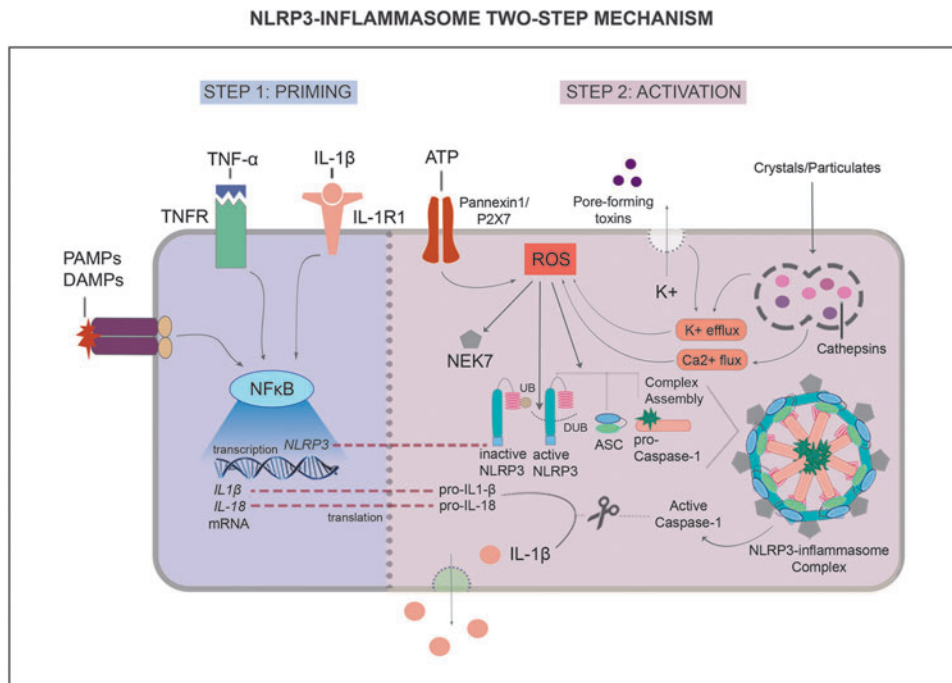 NLRP3-INFLAMMASOME TWO-STEP MECHANISM
STEP 1: PRIMING
STEP 2: ACTIVATION
TNF-α
IL-1β
TNFR
IL-1R1
PAMPs
DAMPs
NFκB
transcription
NLRP3
IL1β
IL-18
mRNA
translation
ATP
Pannexin1/
P2X7
Pore-forming
toxins
Crystals/Particulates
ROS
K+
K+ efflux
Ca2+ flux
Cathepsins
NEK7
UB
DUB
inactive
NLRP3
active
NLRP3
ASC
Complex
Assembly
pro-
Caspase-1
pro-IL1-β
pro-IL-18
IL-1β
Active
Caspase-1
NLRP3-inflammasome
Complex